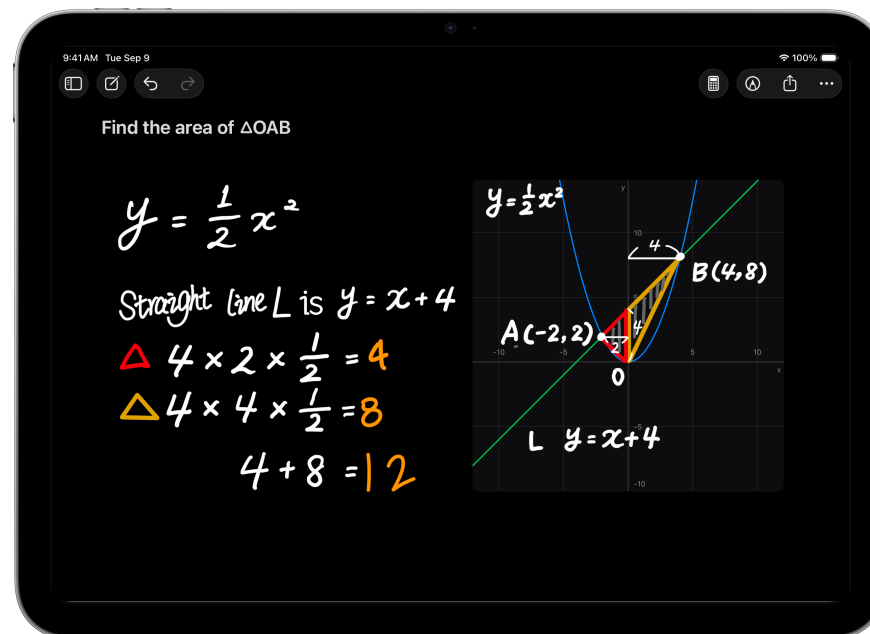 9:41 AM Tue Sep 9
100%
Find the area of △OAB
y = 1/2 x²
Straight line L is y = x + 4
△ 4 × 2 × 1/2 = 4
△ 4 × 4 × 1/2 = 8
4 + 8 = 12
y = 1/2 x²
y
10
4
B(4,8)
A(-2,2)
4
2
-10
-5
5
10
x
O
-5
L y = x + 4
-10